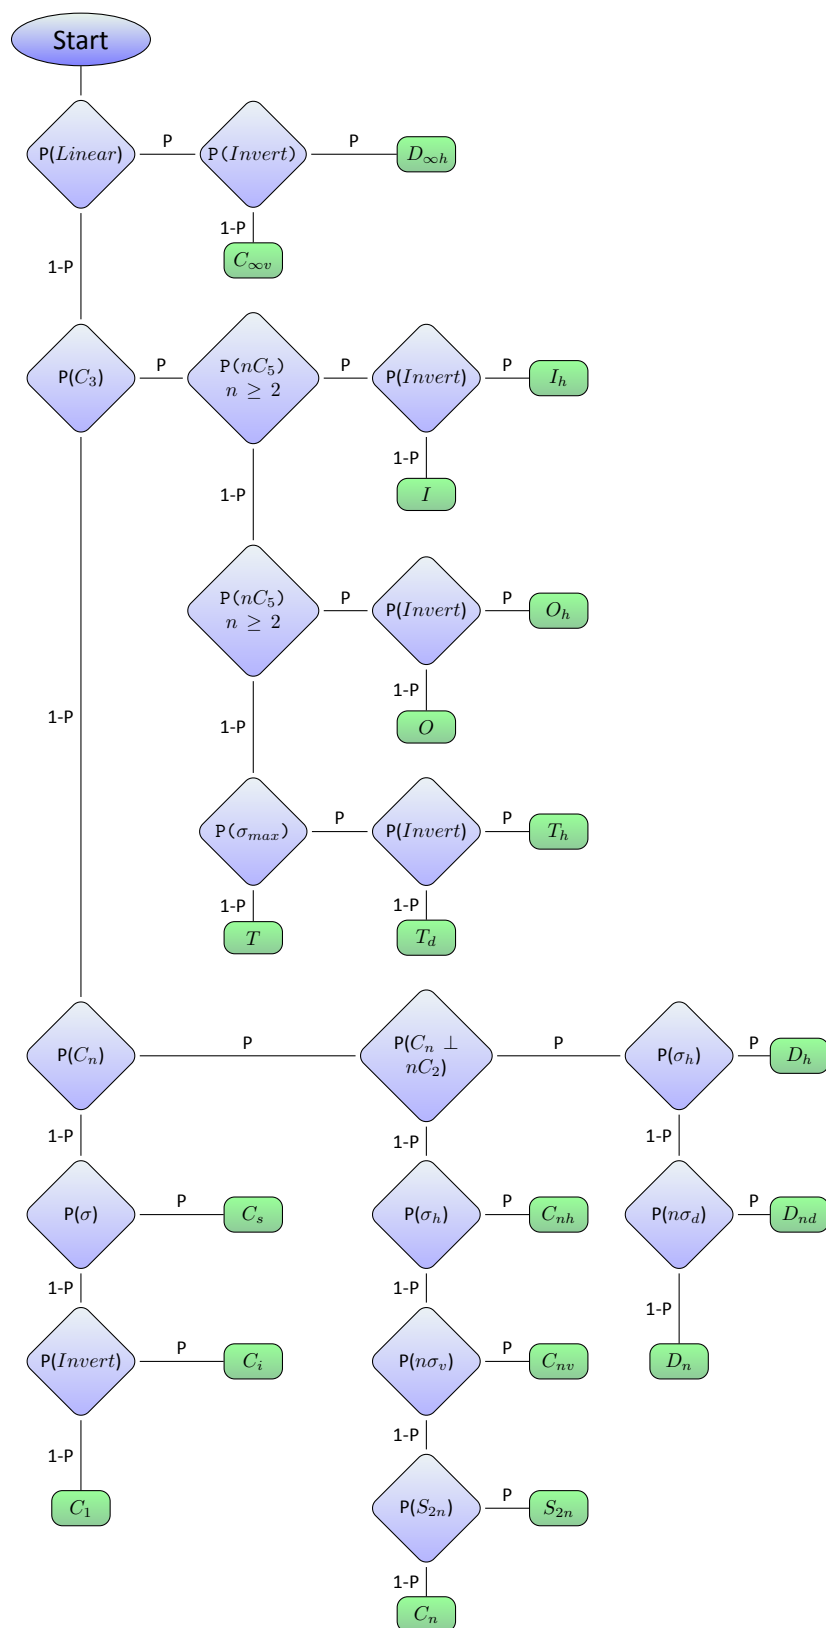 Start
P(Linear)
P
P(Invert)
P
D∞h
1-P
C∞v
1-P
P(C3)
P
P(nC5)
n ≥ 2
P
P(Invert)
P
Ih
1-P
I
1-P
P(nC5)
n ≥ 2
P
P(Invert)
P
Oh
1-P
O
1-P
1-P
P(σmax)
P
P(Invert)
P
Th
1-P
T
1-P
Td
P(Cn)
P
P(Cn ⊥
nC2)
P
P(σh)
P
Dh
1-P
1-P
1-P
P(σ)
P
Cs
P(σh)
P
Cnh
P(nσd)
P
Dnd
1-P
1-P
1-P
P(Invert)
P
Ci
P(nσv)
P
Cnv
Dn
1-P
1-P
C1
P(S2n)
P
S2n
1-P
Cn